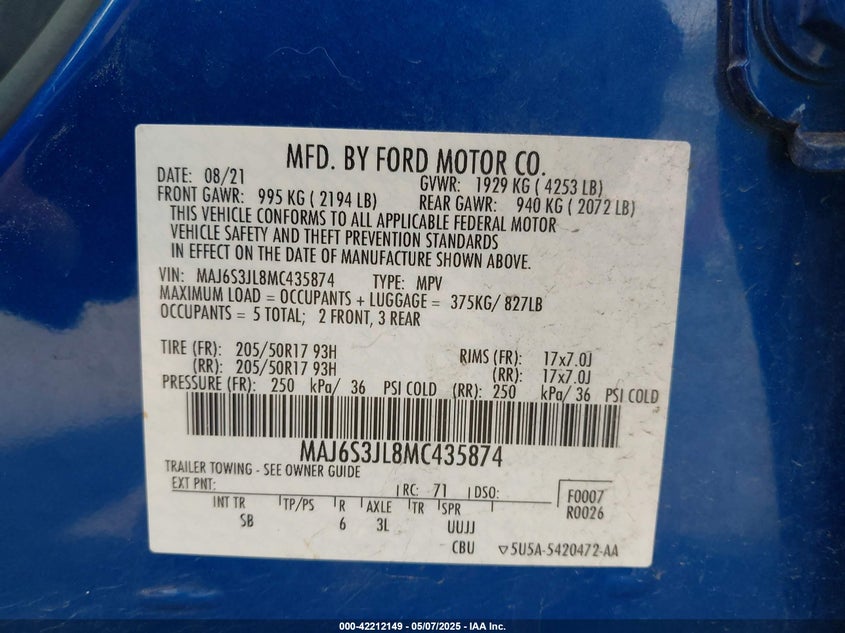 MFD. BY FORD MOTOR CO.
DATE: 08/21 GVWR: 1929 KG ( 4253 LB)
FRONT GAWR: 995 KG ( 2194 LB) REAR GAWR: 940 KG ( 2072 LB)
THIS VEHICLE CONFORMS TO ALL APPLICABLE FEDERAL MOTOR
VEHICLE SAFETY AND THEFT PREVENTION STANDARDS
IN EFFECT ON THE DATE OF MANUFACTURE SHOWN ABOVE.
VIN: MAJ6S3JL8MC435874 TYPE: MPV
MAXIMUM LOAD = OCCUPANTS + LUGGAGE = 375KG/ 827LB
OCCUPANTS = 5 TOTAL; 2 FRONT, 3 REAR
TIRE (FR): 205/50R17 93H RIMS (FR): 17x7.0J
(RR): 205/50R17 93H (RR): 17x7.0J
PRESSURE (FR): 250 kPa/ 36 PSI COLD (RR): 250 kPa/ 36 PSI COLD
MAJ6S3JL8MC435874
TRAILER TOWING - SEE OWNER GUIDE
EXT PNT: RC: 71 DSO: F0007
R0026
INT TR TP/PS R AXLE TR SPR
5B 6 3L UUJJ
CBU ▽5U5A-5420472-AA
000-42212149 - 05/07/2025 - IAA Inc.